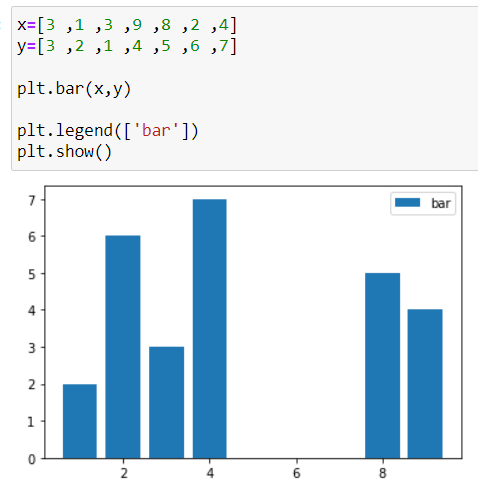 x=[3 ,1 ,3 ,9 ,8 ,2 ,4]
y=[3 ,2 ,1 ,4 ,5 ,6 ,7]
plt.bar(x,y)
plt.legend(['bar'])
plt.show()
bar
7
6
5
4
3
2
1
0
2 4 6 8